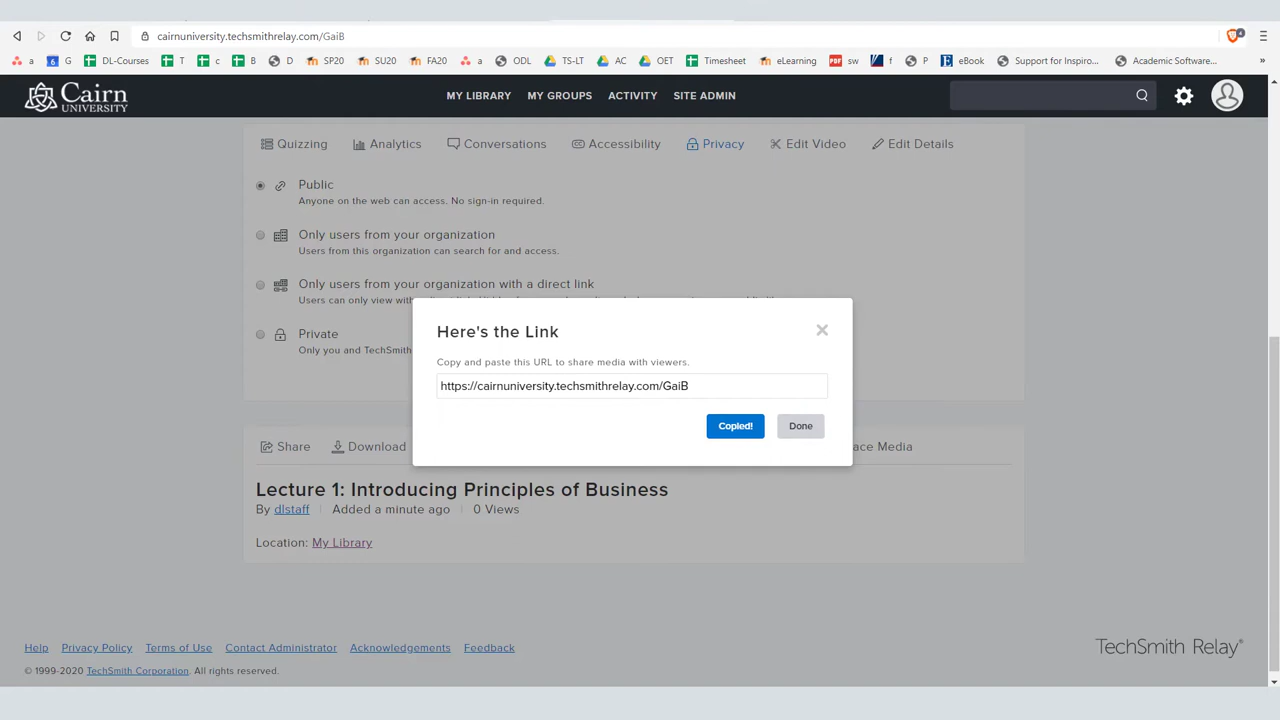 cairnuniversity.techsmithrelay.com/GaiB
4
a 6 G DL-Courses T c B D SP20 SU20 FA20 a ODL TS-LT AC OET Timesheet eLearning PDF sw f P E eBook Support for Inspiro... Academic Software... »
Cairn UNIVERSITY MY LIBRARY MY GROUPS ACTIVITY SITE ADMIN
Quizzing Analytics Conversations Accessibility Privacy Edit Video Edit Details
Public
Anyone on the web can access. No sign-in required.
Only users from your organization
Users from this organization can search for and access.
Only users from your organization with a direct link
Users can only view with
Private
Only you and TechSmith
Here's the Link
Copy and paste this URL to share media with viewers.
https://cairnuniversity.techsmithrelay.com/GaiB
Copied! Done
Share Download ace Media
Lecture 1: Introducing Principles of Business
By dlstaff Added a minute ago 0 Views
Location: My Library
Help Privacy Policy Terms of Use Contact Administrator Acknowledgements Feedback
TechSmith Relay
© 1999-2020 TechSmith Corporation. All rights reserved.